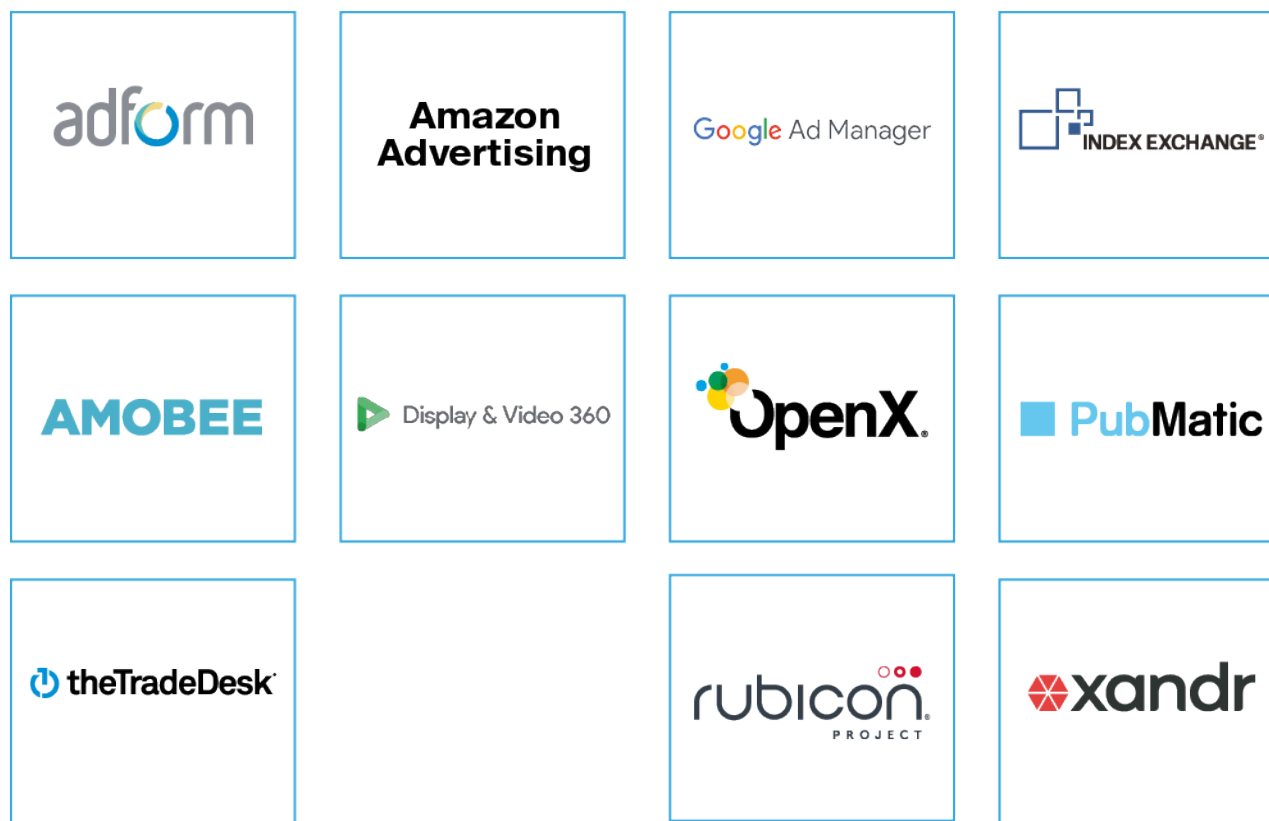 adform
Amazon
Advertising
Google Ad Manager
INDEX EXCHANGE®
AMOBEE
Display & Video 360
OpenX®
PubMatic
theTradeDesk
rubicon®
PROJECT
xandr